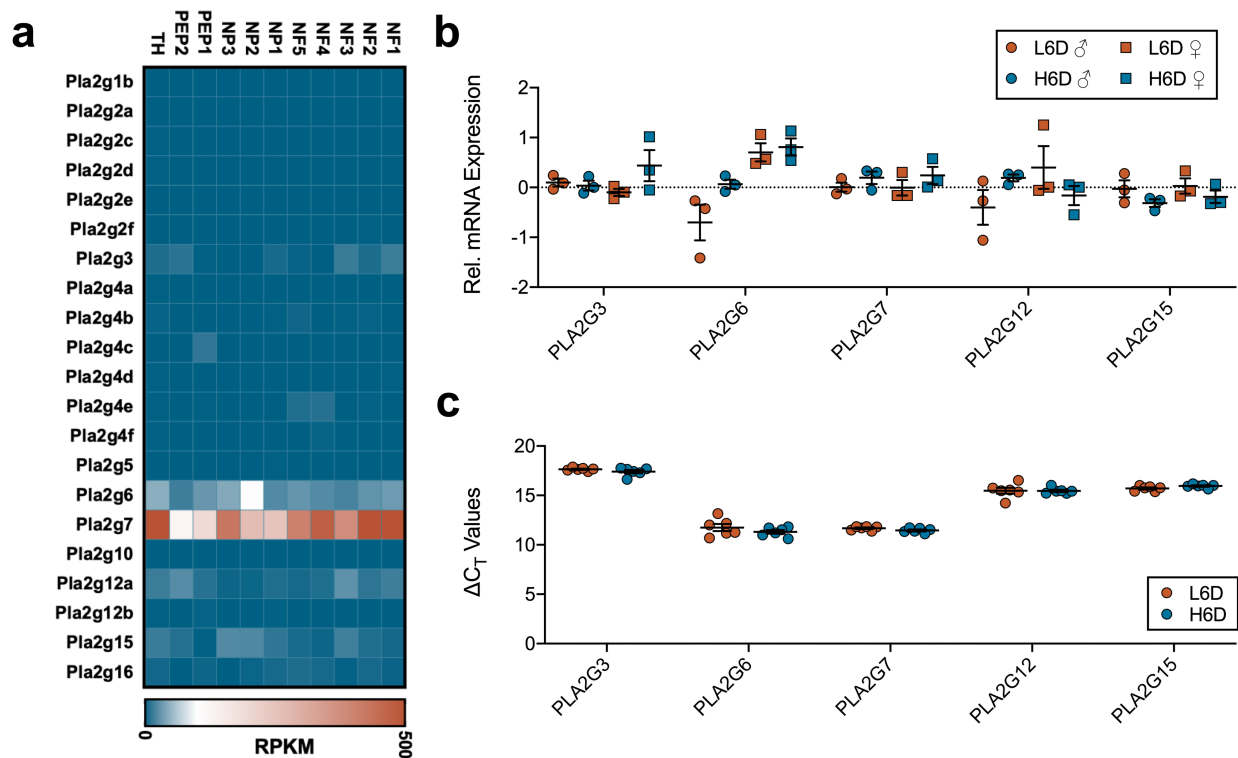 a
TH PEP2 PEP1 NP3 NP2 NP1 NF5 NF4 NF3 NF2 NF1
Pla2g1b
Pla2g2a
Pla2g2c
Pla2g2d
Pla2g2e
Pla2g2f
Pla2g3
Pla2g4a
Pla2g4b
Pla2g4c
Pla2g4d
Pla2g4e
Pla2g4f
Pla2g5
Pla2g6
Pla2g7
Pla2g10
Pla2g12a
Pla2g12b
Pla2g15
Pla2g16
0 500
RPKM
b
L6D ♂ L6D ♀
H6D ♂ H6D ♀
Rel. mRNA Expression
2
1
0
-1
-2
PLA2G3 PLA2G6 PLA2G7 PLA2G12 PLA2G15
c
ΔCT Values
20
15
10
5
0
L6D
H6D
PLA2G3 PLA2G6 PLA2G7 PLA2G12 PLA2G15